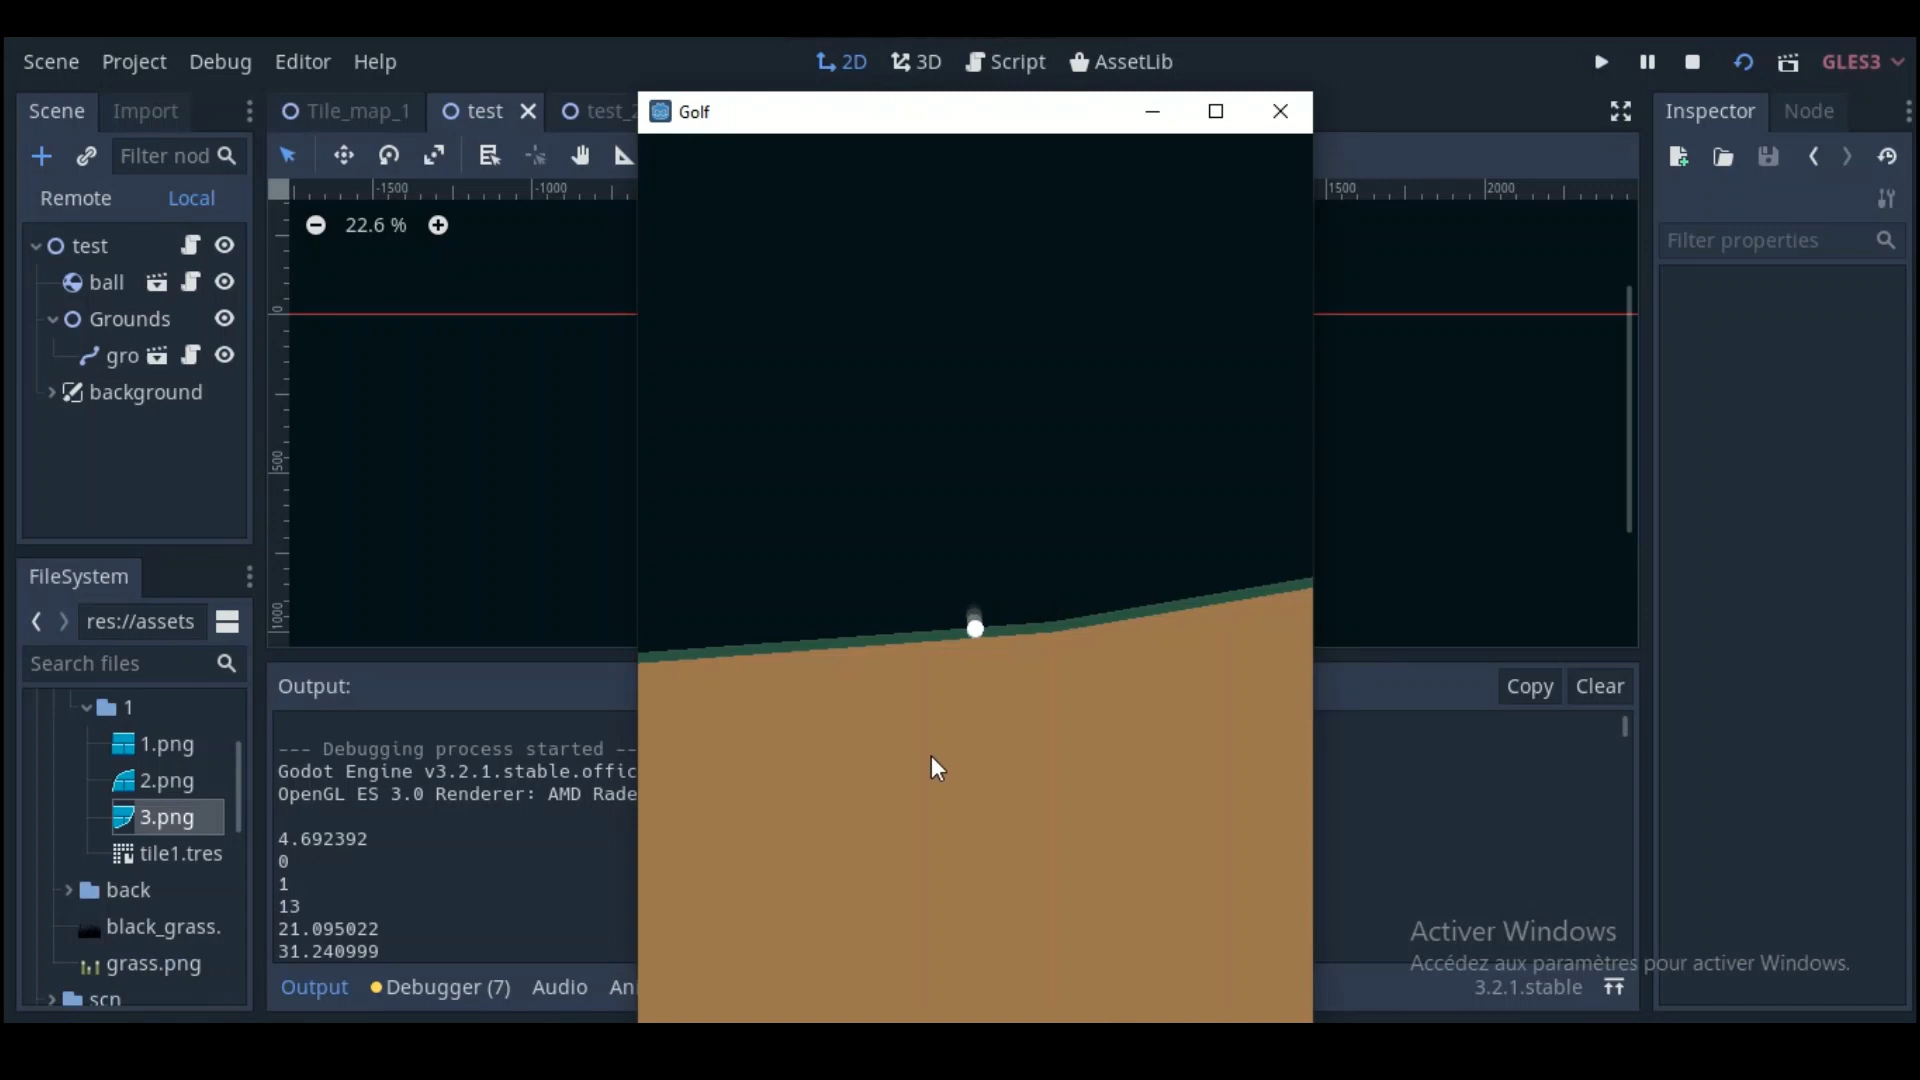 Scene Project Debug Editor Help 2D 3D Script AssetLib GLES3
Scene Import Tile_map_1 test test_ Golf Inspector Node
Filter nod
Remote Local -1500 -1000 1500 2000
22.6 %
Filter properties
test
ball
Grounds
gro
background
0
500
1000
FileSystem
res://assets
Search files
1
1.png
2.png
3.png
tile1.tres
back
black_grass.
grass.png
scn
Output: Copy Clear
--- Debugging process started --
Godot Engine v3.2.1.stable.offic
OpenGL ES 3.0 Renderer: AMD Rade
4.692392
0
1
13
21.095022
31.240999
Output Debugger (7) Audio An
Activer Windows
Accédez aux paramètres pour activer Windows.
3.2.1.stable